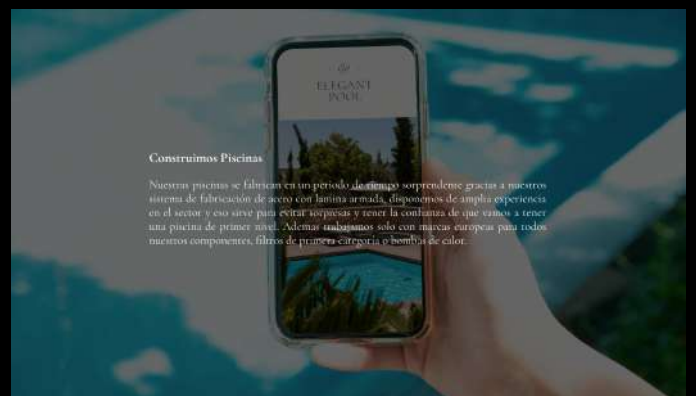 ELEGANT
POOL
Construimos Piscinas
Nuestras piscinas se fabrican en un periodo de tiempo sorprendente gracias a nuestros
sistema de fabricación de acero con lamina armada, disponemos de amplia experiencia
en el sector y eso sirve para evitar sorpresas y tener la confianza de que vamos a tener
una piscina de primer nivel. Ademas trabajamos solo con marcas europeas para todos
nuestros componentes, filtros de primera categoria o bombas de calor.